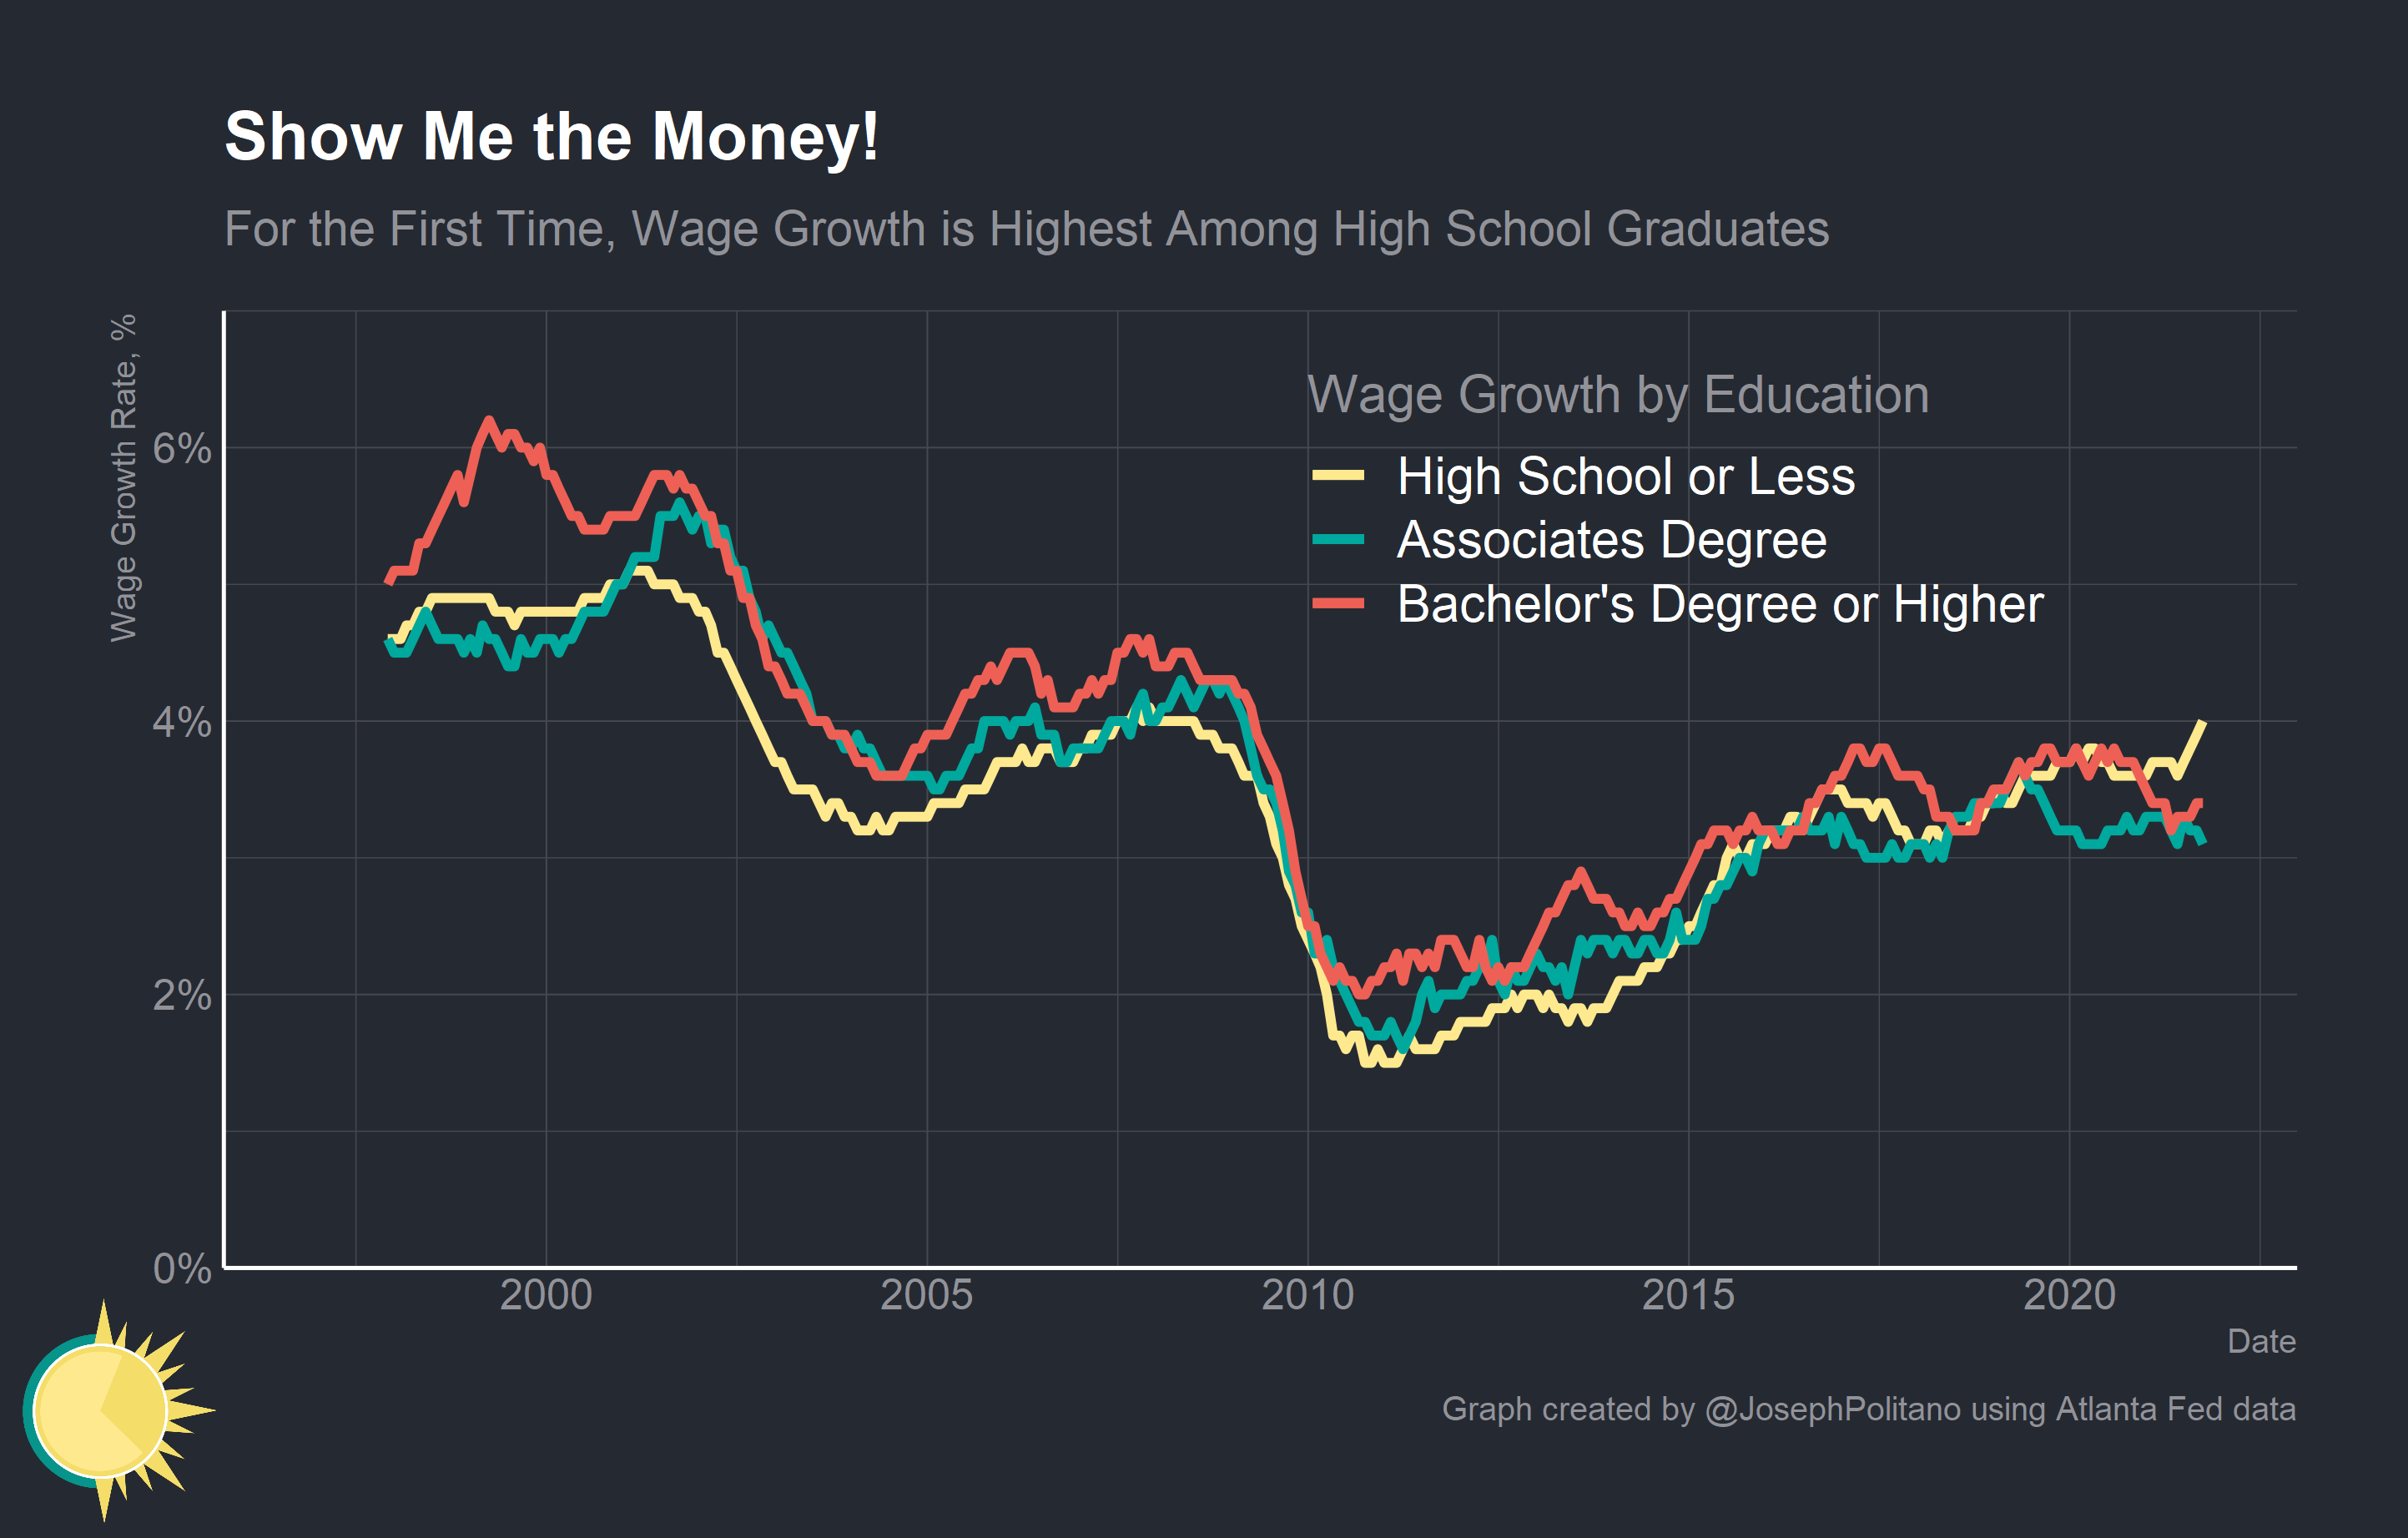 Show Me the Money!
For the First Time, Wage Growth is Highest Among High School Graduates
Wage Growth Rate, %
Wage Growth by Education
High School or Less
Associates Degree
Bachelor's Degree or Higher
6%
4%
2%
0%
2000 2005 2010 2015 2020
Date
Graph created by @JosephPolitano using Atlanta Fed data